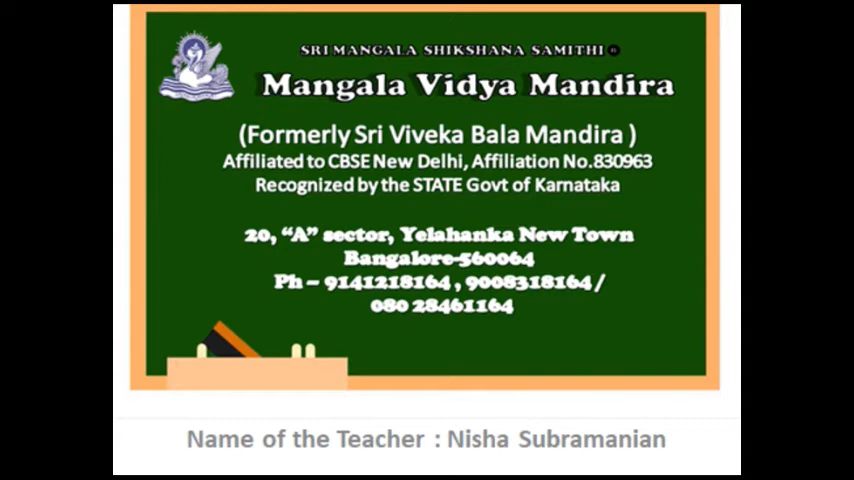 SRI MANGALA SHIKSHANA SAMITHI
Mangala Vidya Mandira
(Formerly Sri Viveka Bala Mandira )
Affiliated to CBSE New Delhi, Affiliation No.830963
Recognized by the STATE Govt of Karnataka
20, “A” sector, Yelahanka New Town
Bangalore-560064
Ph – 9141218164 , 9008318164 /
080 28461164
Name of the Teacher : Nisha Subramanian